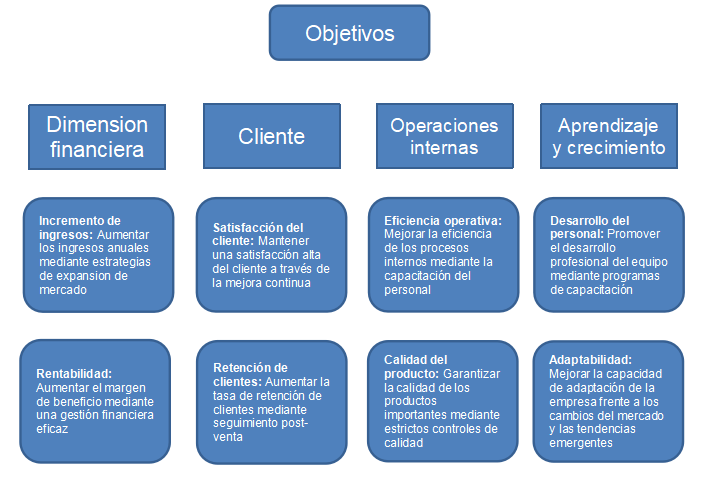 Objetivos
Dimension
financiera
Cliente
Operaciones
internas
Aprendizaje
y crecimiento
Incremento de
ingresos: Aumentar
los ingresos anuales
mediante estrategias
de expansion de
mercado
Satisfacción del
cliente: Mantener
una satisfacción alta
del cliente a través de
la mejora continua
Eficiencia operativa:
Mejorar la eficiencia
de los procesos
internos mediante la
capacitación del
personal
Desarrollo del
personal: Promover
el desarrollo
profesional del equipo
mediante programas
de capacitación
Rentabilidad:
Aumentar el margen
de beneficio mediante
una gestión financiera
eficaz
Retención de
clientes: Aumentar la
tasa de retención de
clientes mediante
seguimiento post-
venta
Calidad del
producto: Garantizar
la calidad de los
productos
importantes mediante
estrictos controles de
calidad
Adaptabilidad:
Mejorar la capacidad
de adaptación de la
empresa frente a los
cambios del mercado
y las tendencias
emergentes